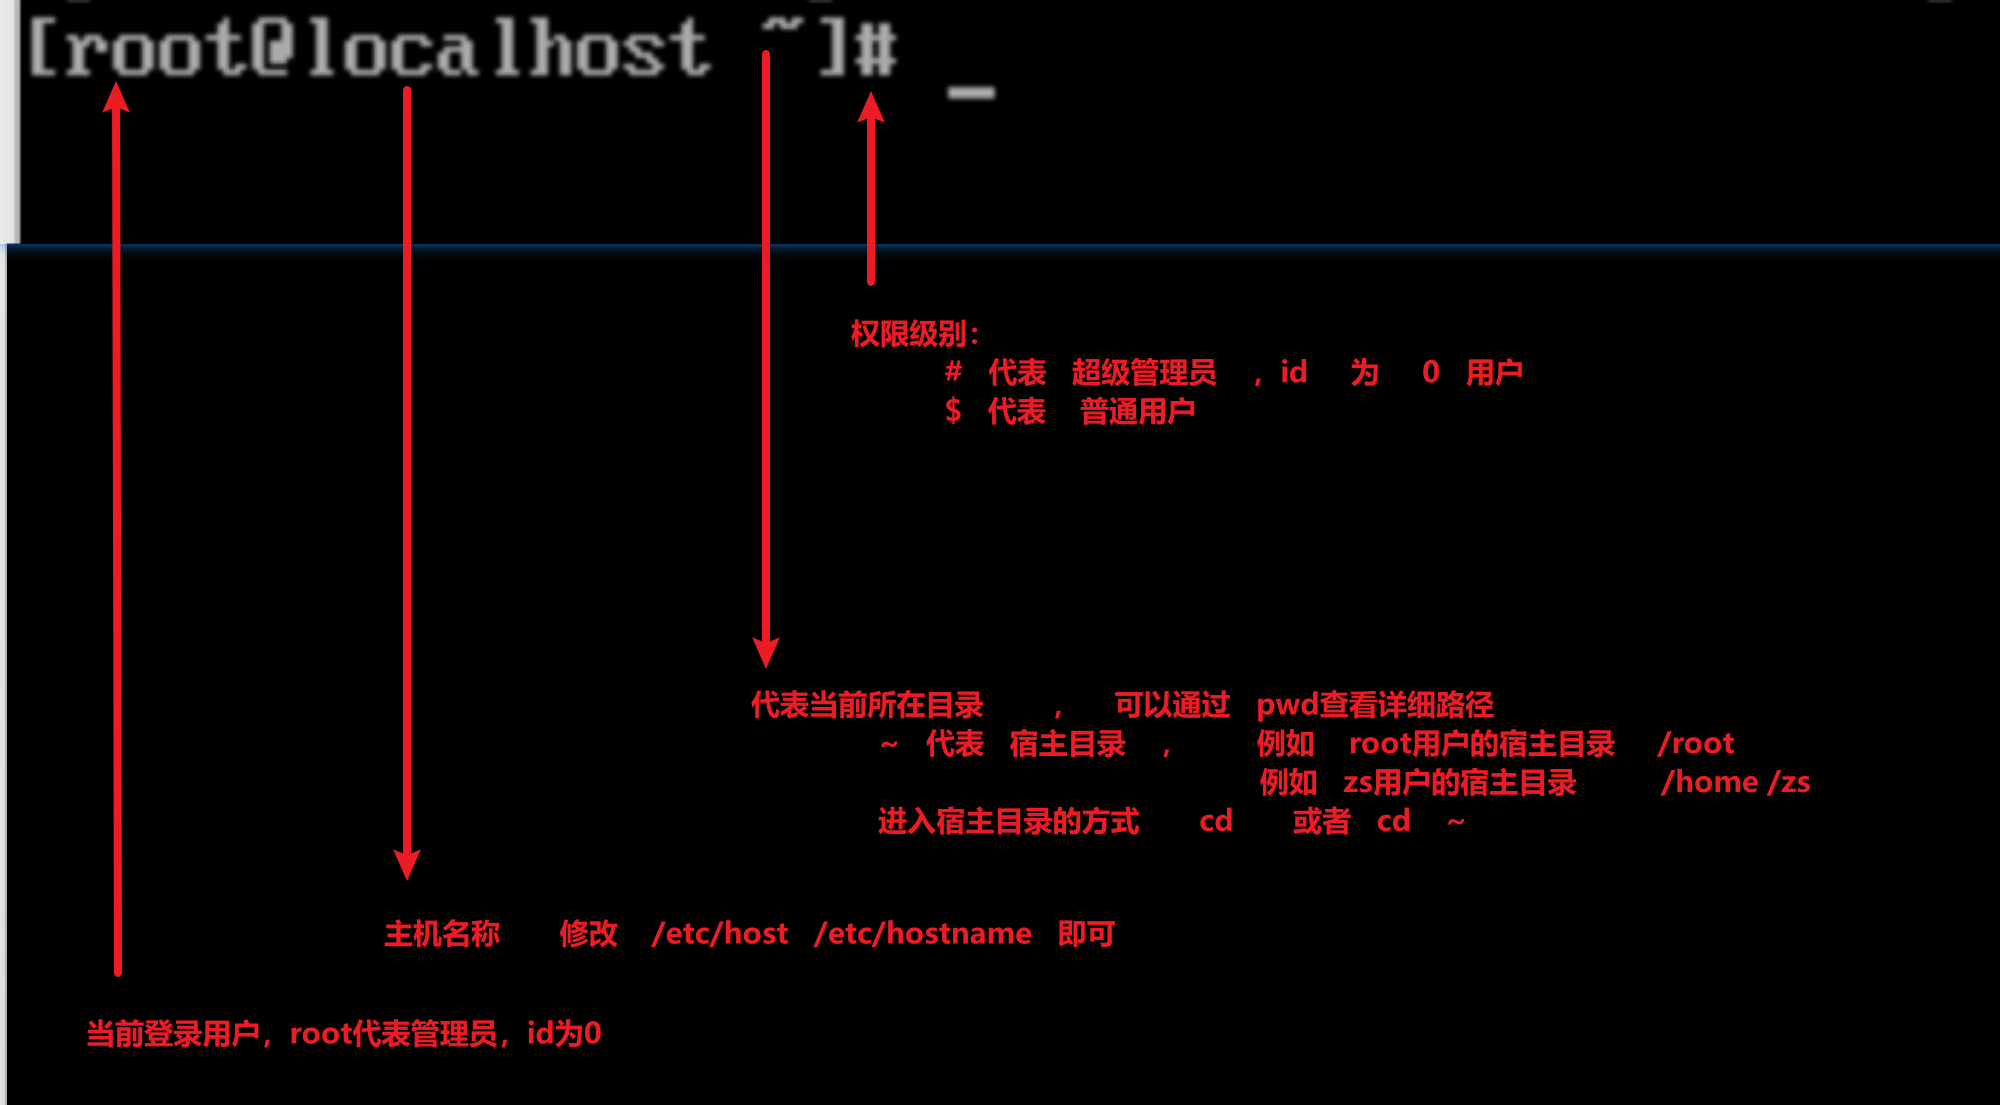 [root@localhost ~]# _
权限级别：
# 代表 超级管理员 ，id 为 0 用户
$ 代表 普通用户
代表当前所在目录 ， 可以通过 pwd查看详细路径
~ 代表 宿主目录 ， 例如 root用户的宿主目录 /root
例如 zs用户的宿主目录 /home /zs
进入宿主目录的方式 cd 或者 cd ~
主机名称 修改 /etc/host /etc/hostname 即可
当前登录用户，root代表管理员，id为0